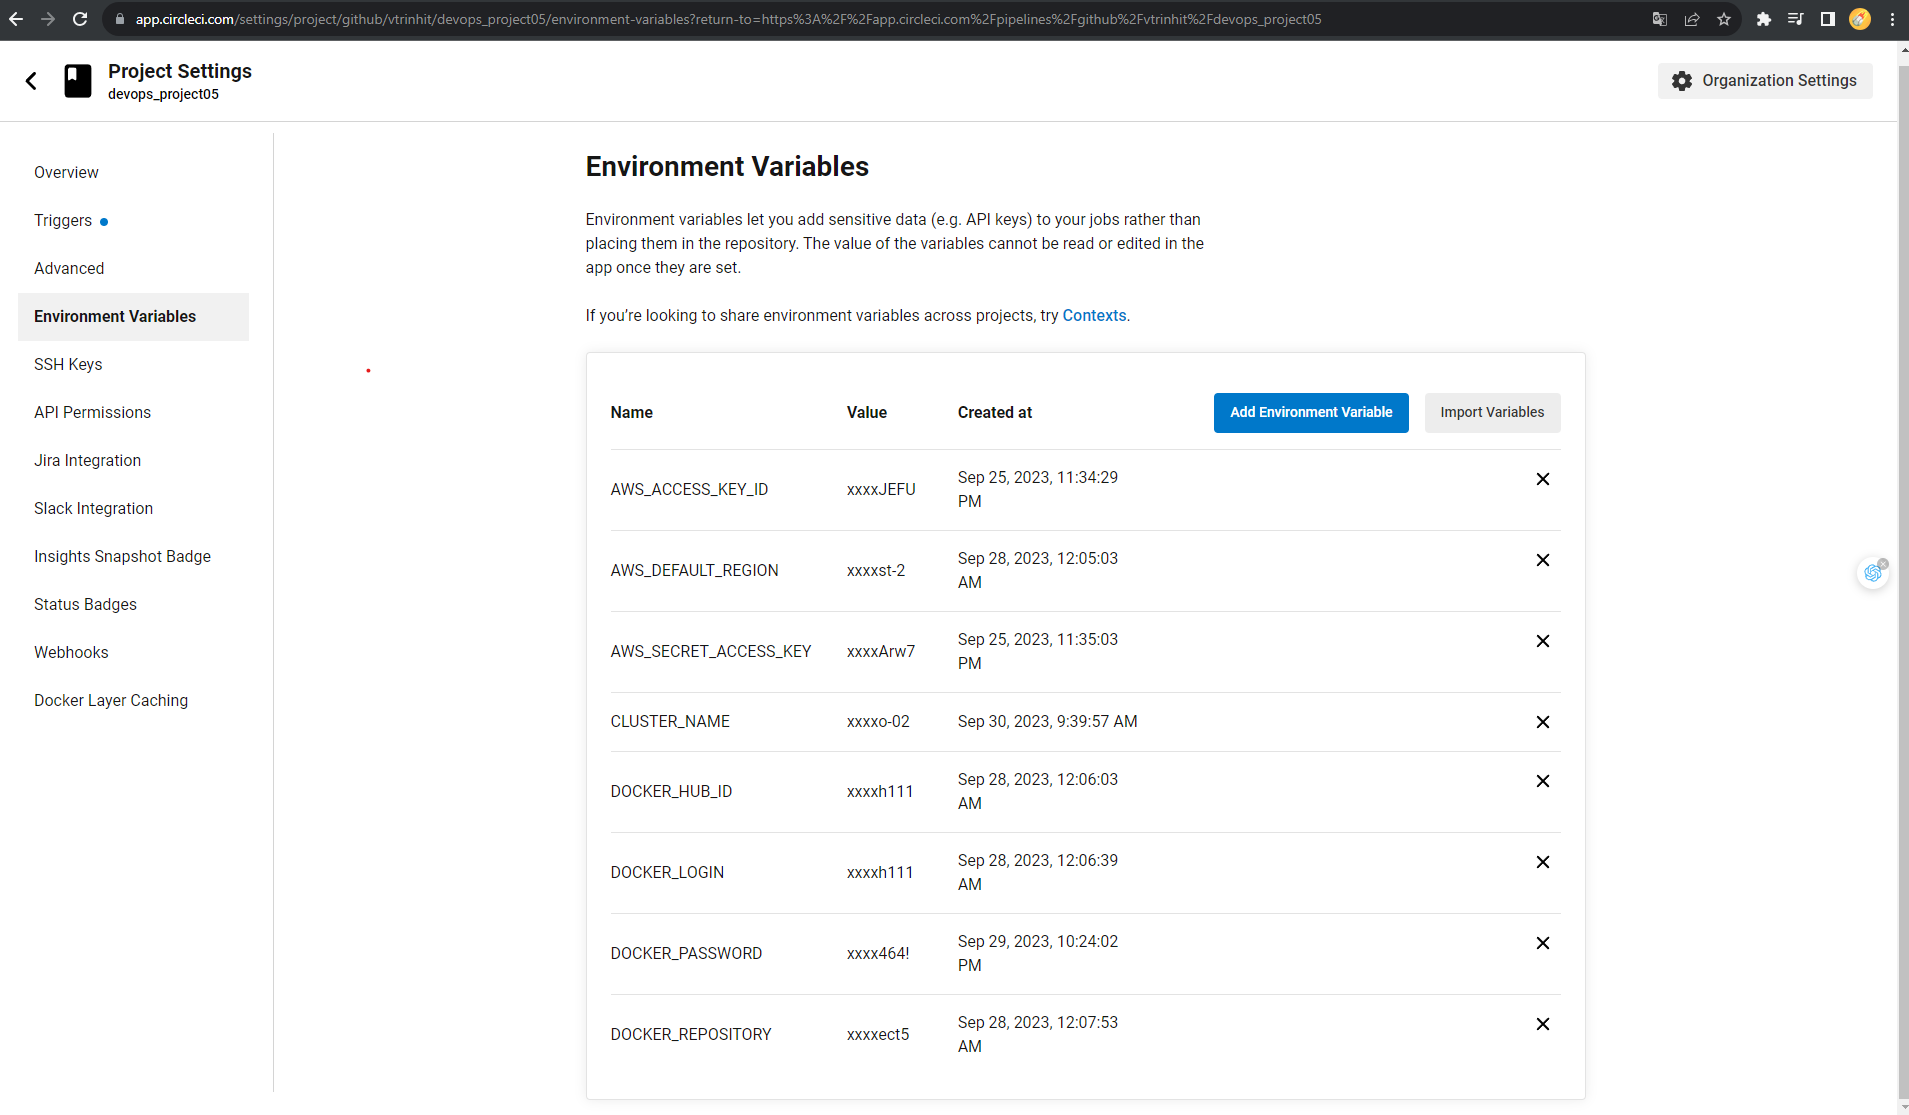 app.circleci.com/settings/project/github/vtrinhit/devops_project05/environment-variables?return-to=https%3A%2F%2Fapp.circleci.com%2Fpipelines%2Fgithub%2Fvtrinhit%2Fdevops_project05
Project Settings
devops_project05
Organization Settings
Overview
Triggers
Advanced
Environment Variables
SSH Keys
API Permissions
Jira Integration
Slack Integration
Insights Snapshot Badge
Status Badges
Webhooks
Docker Layer Caching
Environment Variables
Environment variables let you add sensitive data (e.g. API keys) to your jobs rather than
placing them in the repository. The value of the variables cannot be read or edited in the
app once they are set.
If you’re looking to share environment variables across projects, try Contexts.
Name Value Created at Add Environment Variable Import Variables
AWS_ACCESS_KEY_ID xxxxJEFU Sep 25, 2023, 11:34:29
PM
AWS_DEFAULT_REGION xxxxst-2 Sep 28, 2023, 12:05:03
AM
AWS_SECRET_ACCESS_KEY xxxxArw7 Sep 25, 2023, 11:35:03
PM
CLUSTER_NAME xxxxo-02 Sep 30, 2023, 9:39:57 AM
DOCKER_HUB_ID xxxxh111 Sep 28, 2023, 12:06:03
AM
DOCKER_LOGIN xxxxh111 Sep 28, 2023, 12:06:39
AM
DOCKER_PASSWORD xxxx464! Sep 29, 2023, 10:24:02
PM
DOCKER_REPOSITORY xxxxect5 Sep 28, 2023, 12:07:53
AM